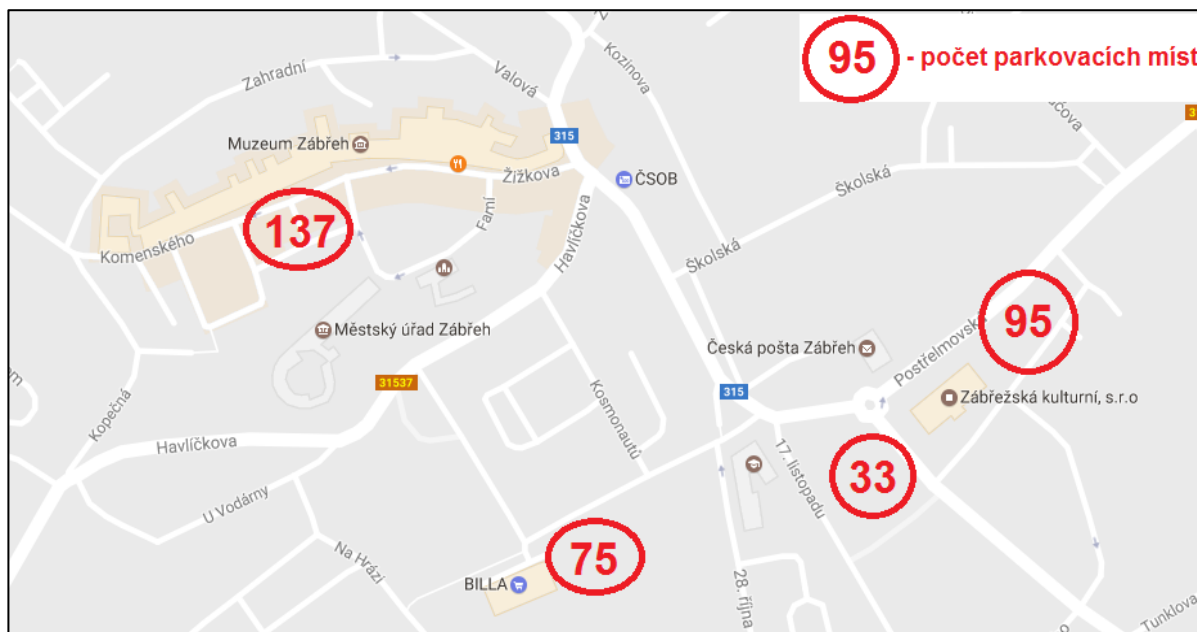 95 - počet parkovacích míst
Zahradní
Valová
Kozinova
Muzeum Zábřeh
315
Žižkova
ČSOB
Školská
Farní
137
Komenského
Havlíčkova
Školská
Městský úřad Zábřeh
95
Postřelmovsk
Česká pošta Zábřeh
31537
315
Zábřežská kulturní, s.r.o
Kopečná
Kosmonautů
Havlíčkova
17. listopadu
33
U Vodárny
Na Hrázi
75
BILLA
28. října
Tunklova